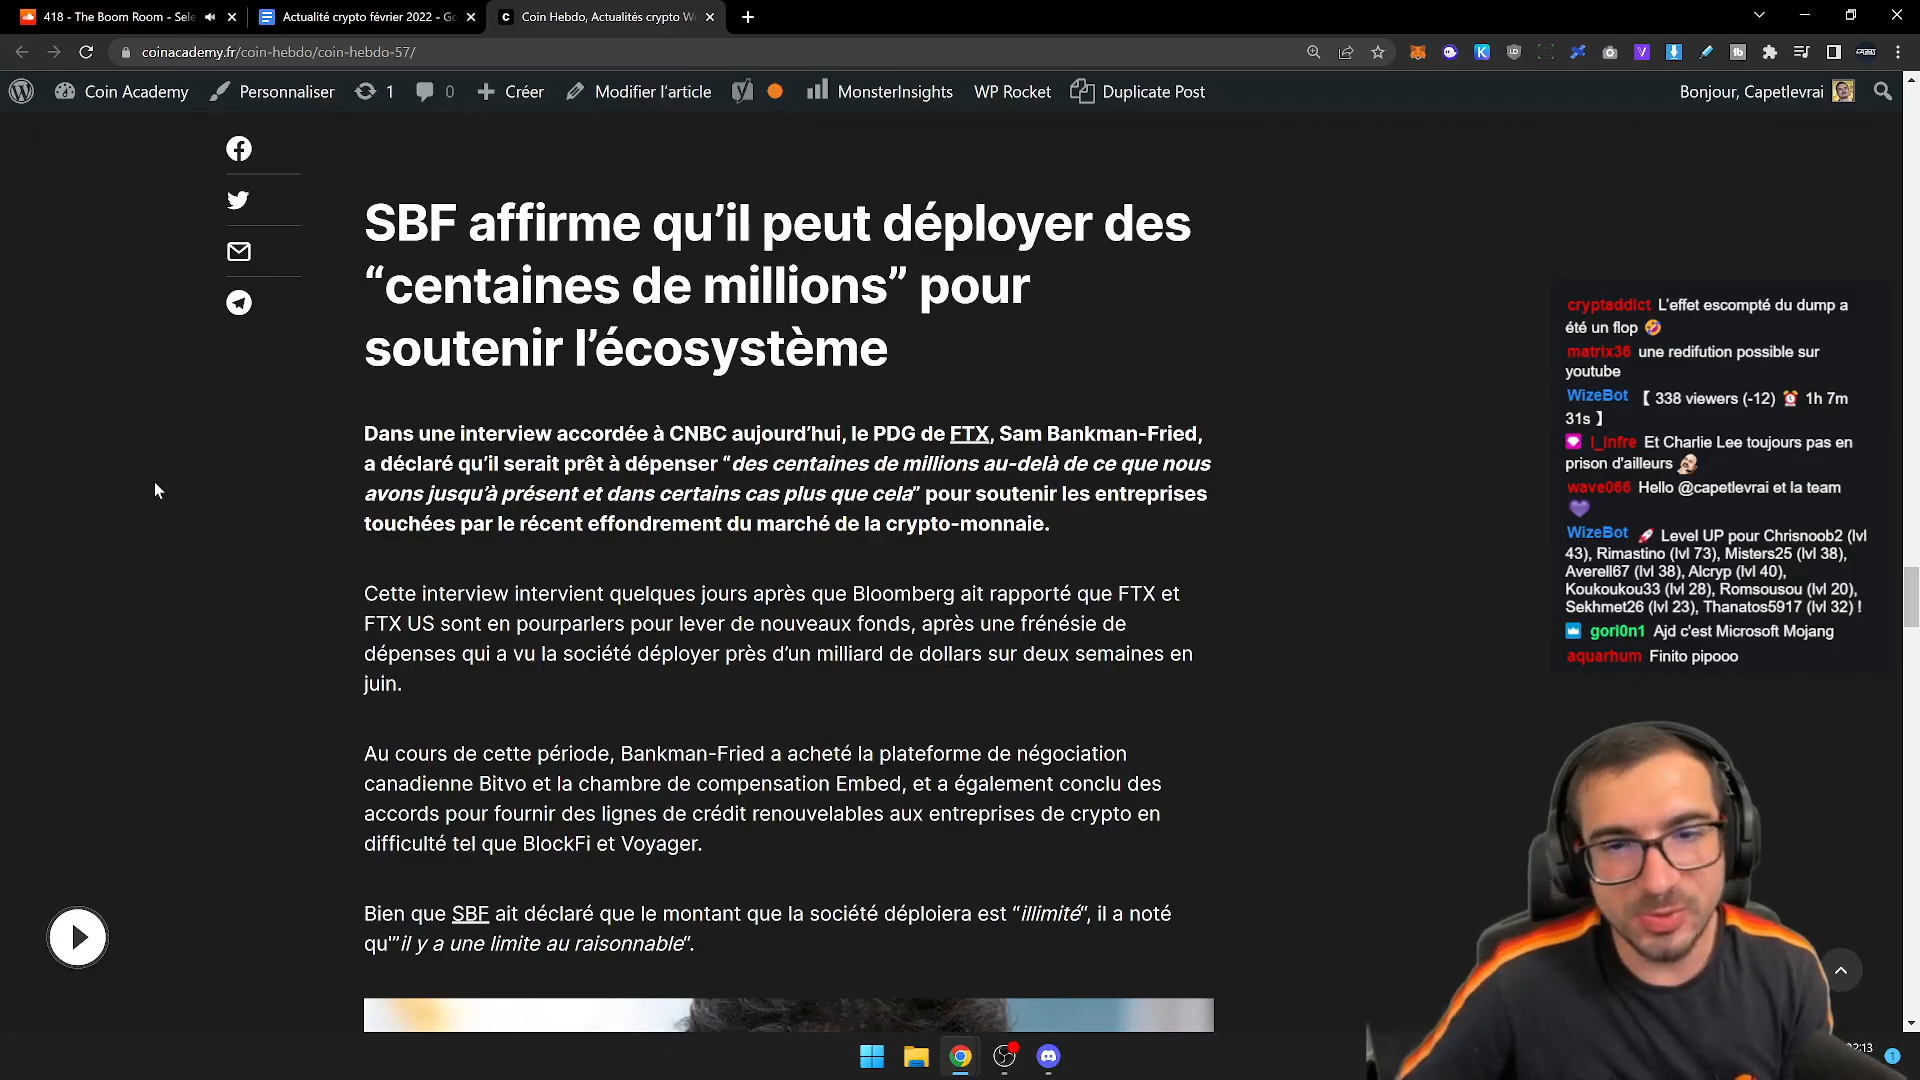 418 - The Boom Room - Sele
Actualité crypto février 2022 - Go
Coin Hebdo, Actualités crypto We
coinacademy.fr/coin-hebdo/coin-hebdo-57/
Coin Academy
Personnaliser
1
0
Créer
Modifier l'article
MonsterInsights
WP Rocket
Duplicate Post
Bonjour, Capetlevrai
SBF affirme qu’il peut déployer des
“centaines de millions” pour
soutenir l’écosystème
Dans une interview accordée à CNBC aujourd’hui, le PDG de FTX, Sam Bankman-Fried,
a déclaré qu’il serait prêt à dépenser “des centaines de millions au-delà de ce que nous
avons jusqu’à présent et dans certains cas plus que cela” pour soutenir les entreprises
touchées par le récent effondrement du marché de la crypto-monnaie.
Cette interview intervient quelques jours après que Bloomberg ait rapporté que FTX et
FTX US sont en pourparlers pour lever de nouveaux fonds, après une frénésie de
dépenses qui a vu la société déployer près d’un milliard de dollars sur deux semaines en
juin.
Au cours de cette période, Bankman-Fried a acheté la plateforme de négociation
canadienne Bitvo et la chambre de compensation Embed, et a également conclu des
accords pour fournir des lignes de crédit renouvelables aux entreprises de crypto en
difficulté tel que BlockFi et Voyager.
Bien que SBF ait déclaré que le montant que la société déploiera est “illimité“, il a noté
qu’”il y a une limite au raisonnable“.
cryptaddict L'effet escompté du dump a
été un flop 🤣
matrix36 une redifution possible sur
youtube
WizeBot 【 338 viewers (-12) ⏰ 1h 7m
31s 】
l_infre Et Charlie Lee toujours pas en
prison d'ailleurs
wave066 Hello @capetlevrai et la team
💜
WizeBot 🚀 Level UP pour Chrisnoob2 (lvl
43), Rimastino (lvl 73), Misters25 (lvl 38),
Averell67 (lvl 38), Alcryp (lvl 40),
Koukoukou33 (lvl 28), Romsousou (lvl 20),
Sekhmet26 (lvl 23), Thanatos5917 (lvl 32) !
gori0n1 Ajd c'est Microsoft Mojang
aquarhum Finito pipooo
1